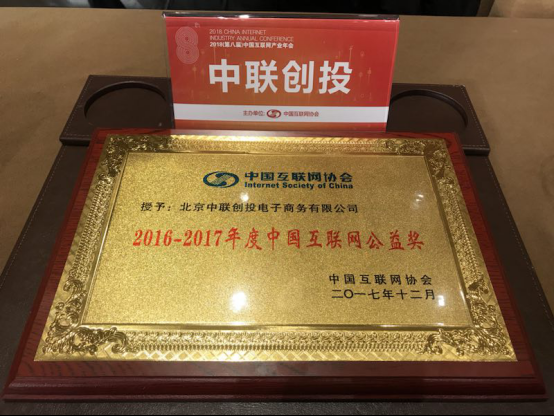 8
2018 CHINA INTERNET
INDUSTRY ANNUAL CONFERENCE
2018(第八届)中国互联网产业年会
中联创投
主办单位: 中国互联网协会
中国互联网协会
Internet Society of China
授予：北京中联创投电子商务有限公司
2016-2017年度中国互联网公益奖
中国互联网协会
二〇一七年十二月